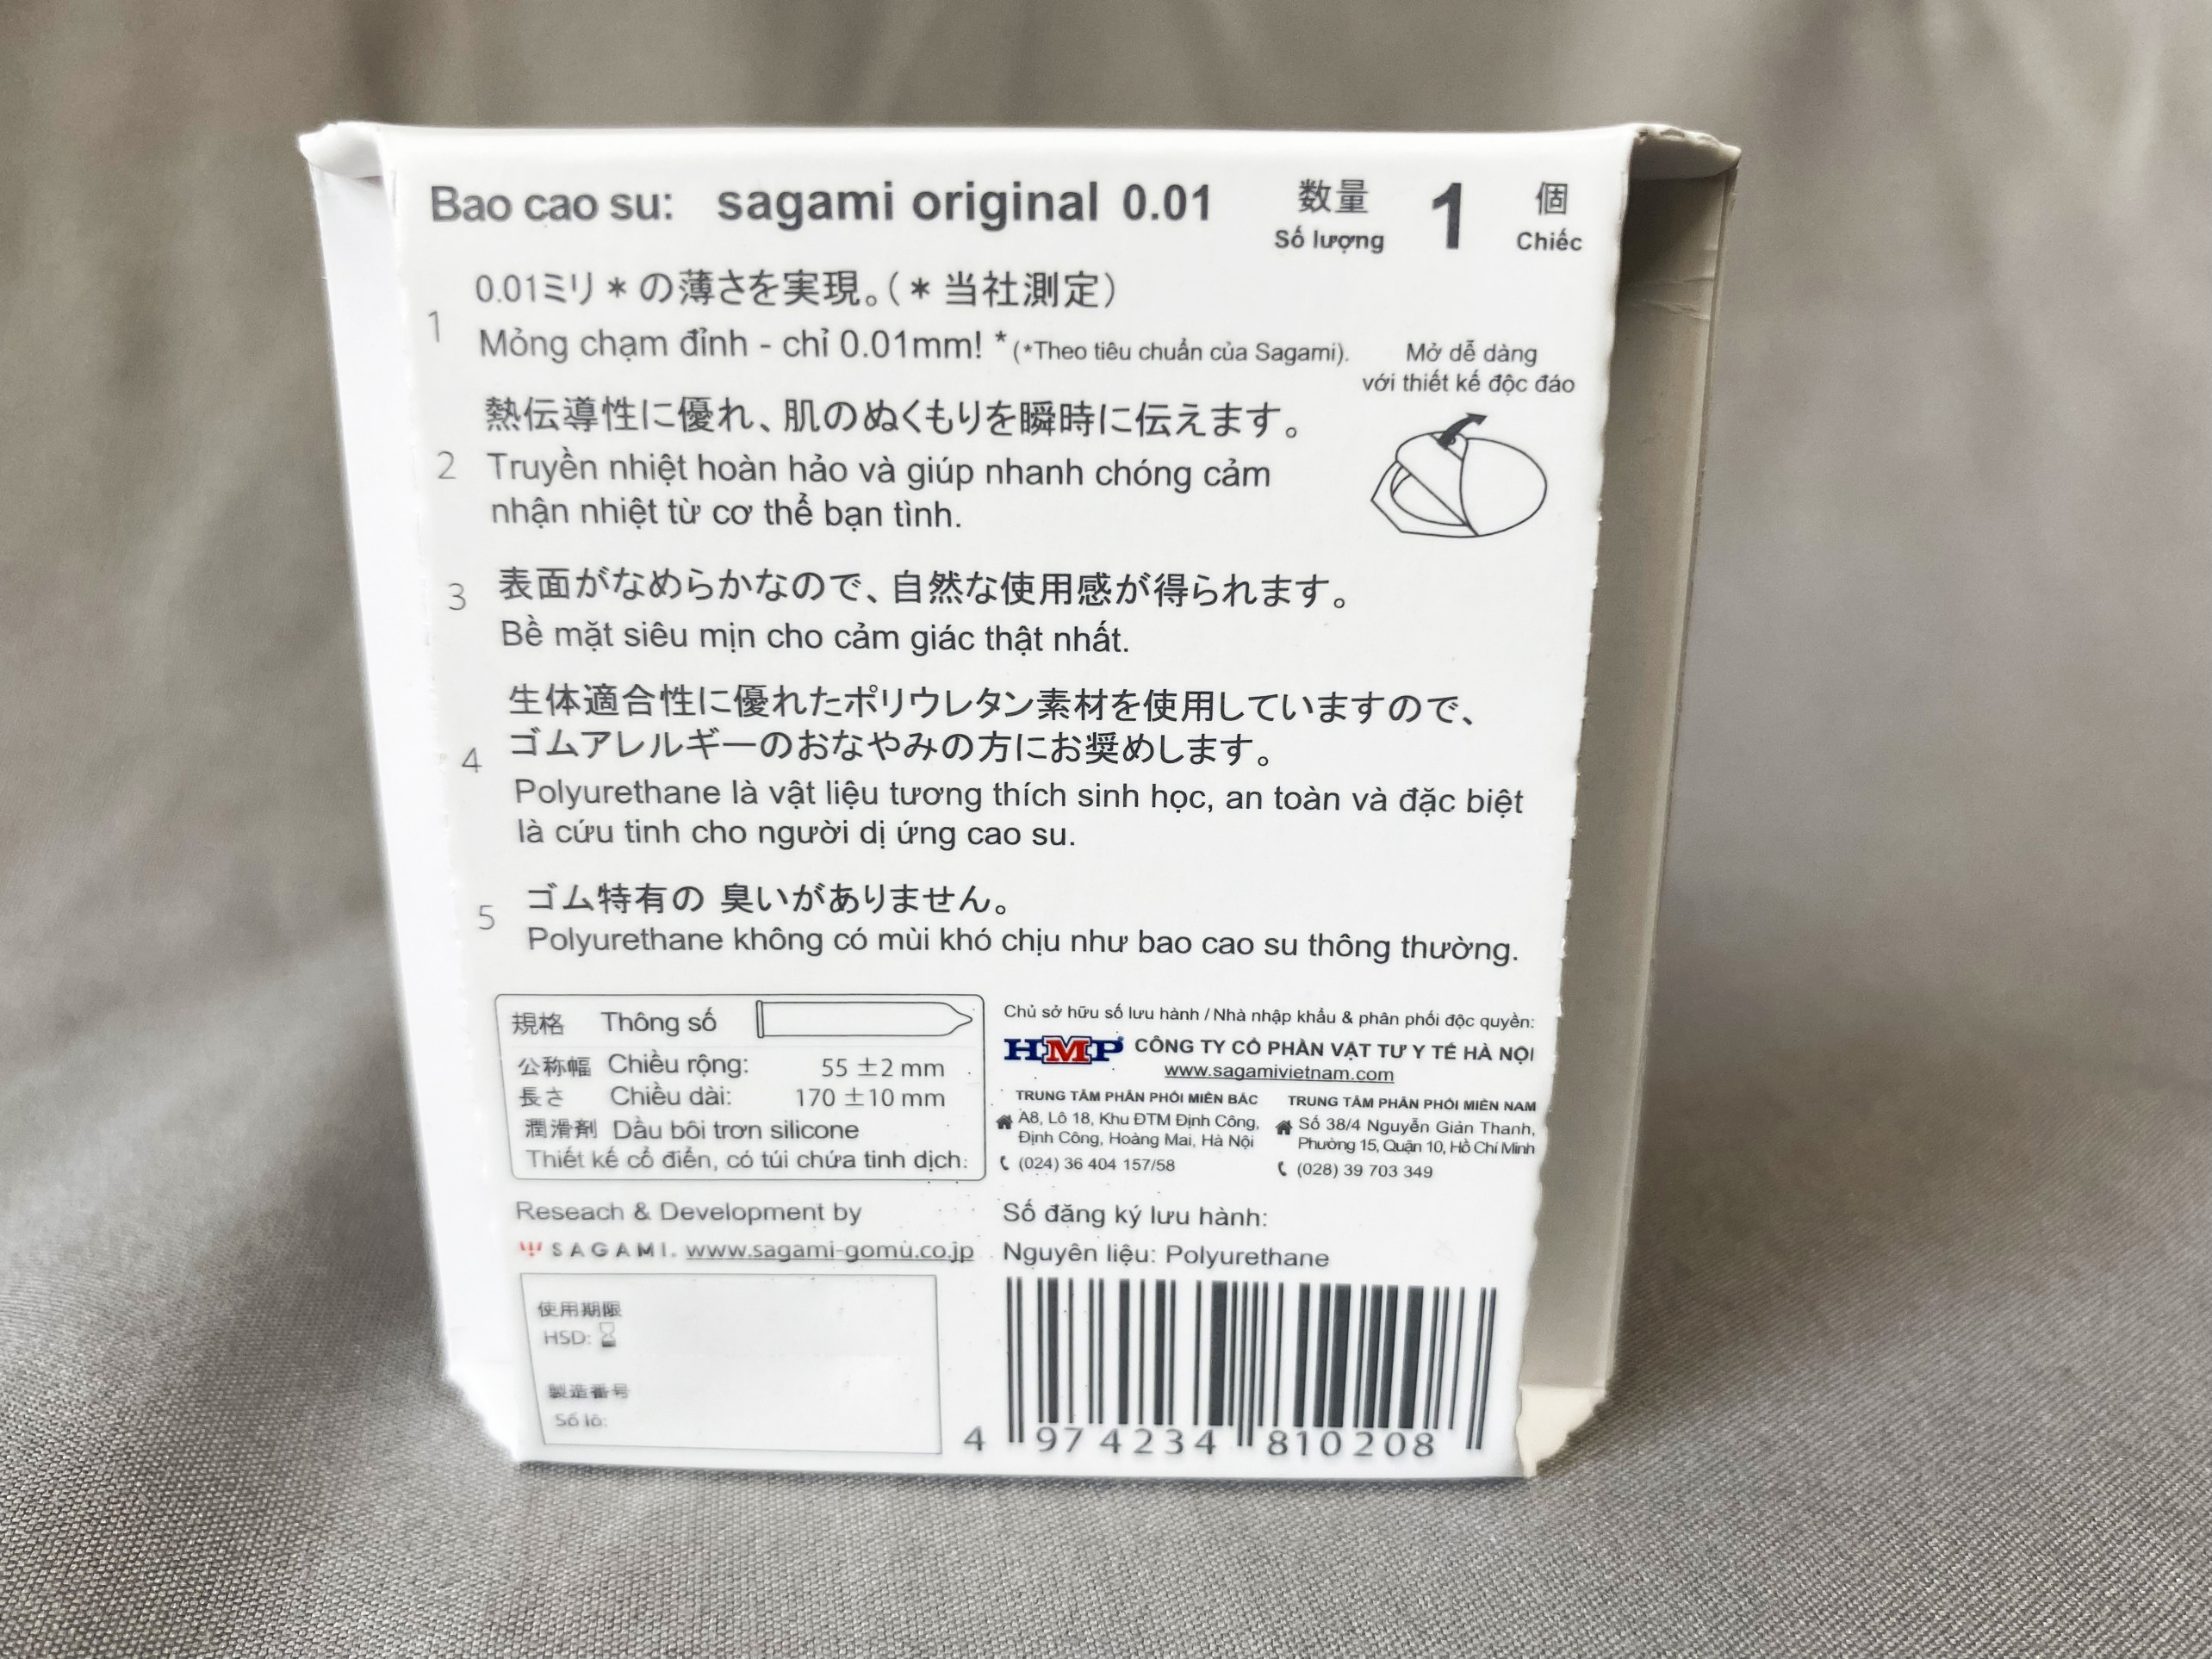 Bao cao su: sagami original 0.01
数量 1 個
Số lượng Chiếc
1
0.01ミリ*の薄さを実現。(*当社測定)
Mỏng chạm đỉnh - chỉ 0.01mm! * (*Theo tiêu chuẩn của Sagami).
Mở dễ dàng
với thiết kế độc đáo
2
熱伝導性に優れ、肌のぬくもりを瞬時に伝えます。
Truyền nhiệt hoàn hảo và giúp nhanh chóng cảm
nhận nhiệt từ cơ thể bạn tình.
3
表面がなめらかなので、自然な使用感が得られます。
Bề mặt siêu mịn cho cảm giác thật nhất.
4
生体適合性に優れたポリウレタン素材を使用していますので、
ゴムアレルギーのおなやみの方にお奨めします。
Polyurethane là vật liệu tương thích sinh học, an toàn và đặc biệt
là cứu tinh cho người dị ứng cao su.
5
ゴム特有の 臭いがありません。
Polyurethane không có mùi khó chịu như bao cao su thông thường.
規格 Thông số
公称幅 Chiều rộng: 55 ±2 mm
長さ Chiều dài: 170 ±10 mm
潤滑剤 Dầu bôi trơn silicone
Thiết kế cổ điển, có túi chứa tinh dịch.
Chủ sở hữu số lưu hành / Nhà nhập khẩu & phân phối độc quyền:
HMP CÔNG TY CỔ PHẦN VẬT TƯ Y TẾ HÀ NỘI
www.sagamivietnam.com
TRUNG TÂM PHÂN PHỐI MIỀN BẮC
A8, Lô 18, Khu ĐTM Định Công,
Định Công, Hoàng Mai, Hà Nội
(024) 36 404 157/58
TRUNG TÂM PHÂN PHỐI MIỀN NAM
Số 38/4 Nguyễn Giản Thanh,
Phường 15, Quận 10, Hồ Chí Minh
(028) 39 703 349
Reseach & Development by
SAGAMI. www.sagami-gomu.co.jp
Số đăng ký lưu hành:
Nguyên liệu: Polyurethane
使用期限
HSD:
製造番号
Số lô:
4 974234 810208